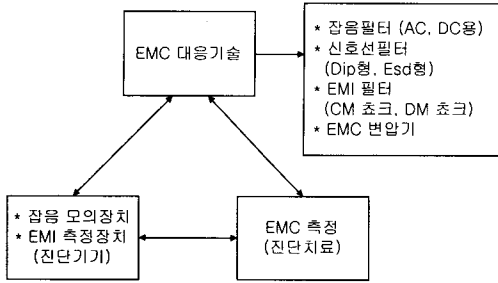 EMC 대응기술
* 잡음필터 (AC, DC용)
* 신호선필터
(Dip형, Esd형)
* EMI 필터
(CM 쵸크, DM 쵸크)
* EMC 변압기
* 잡응 모의장치
* EMI 측정장치
(진단기기)
EMC 측정
(진단치료)